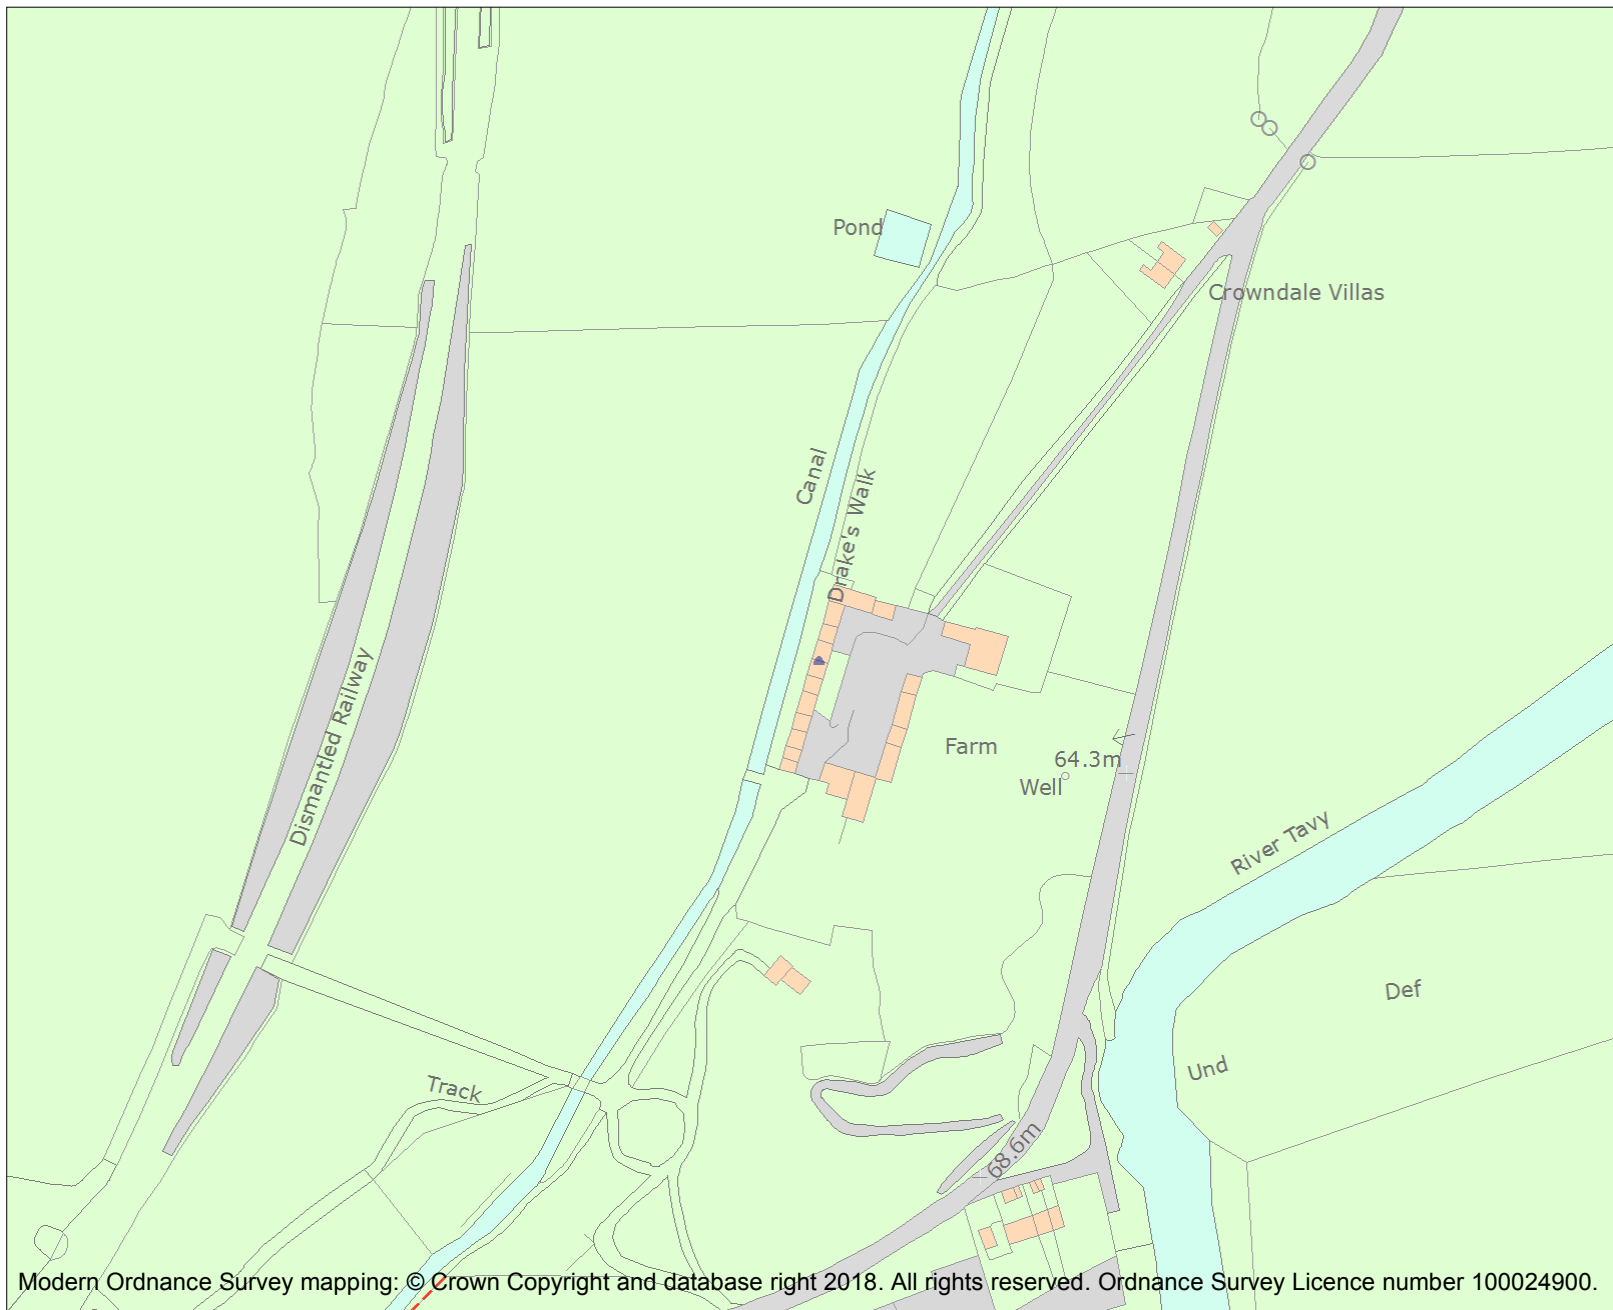 Pond
Crowndale Villas
Canal
Drake's Walk
Dismantled Railway
Farm
64.3m
Well
River Tavy
Def
Und
Track
68.6m
Modern Ordnance Survey mapping: © Crown Copyright and database right 2018. All rights reserved. Ordnance Survey Licence number 100024900.